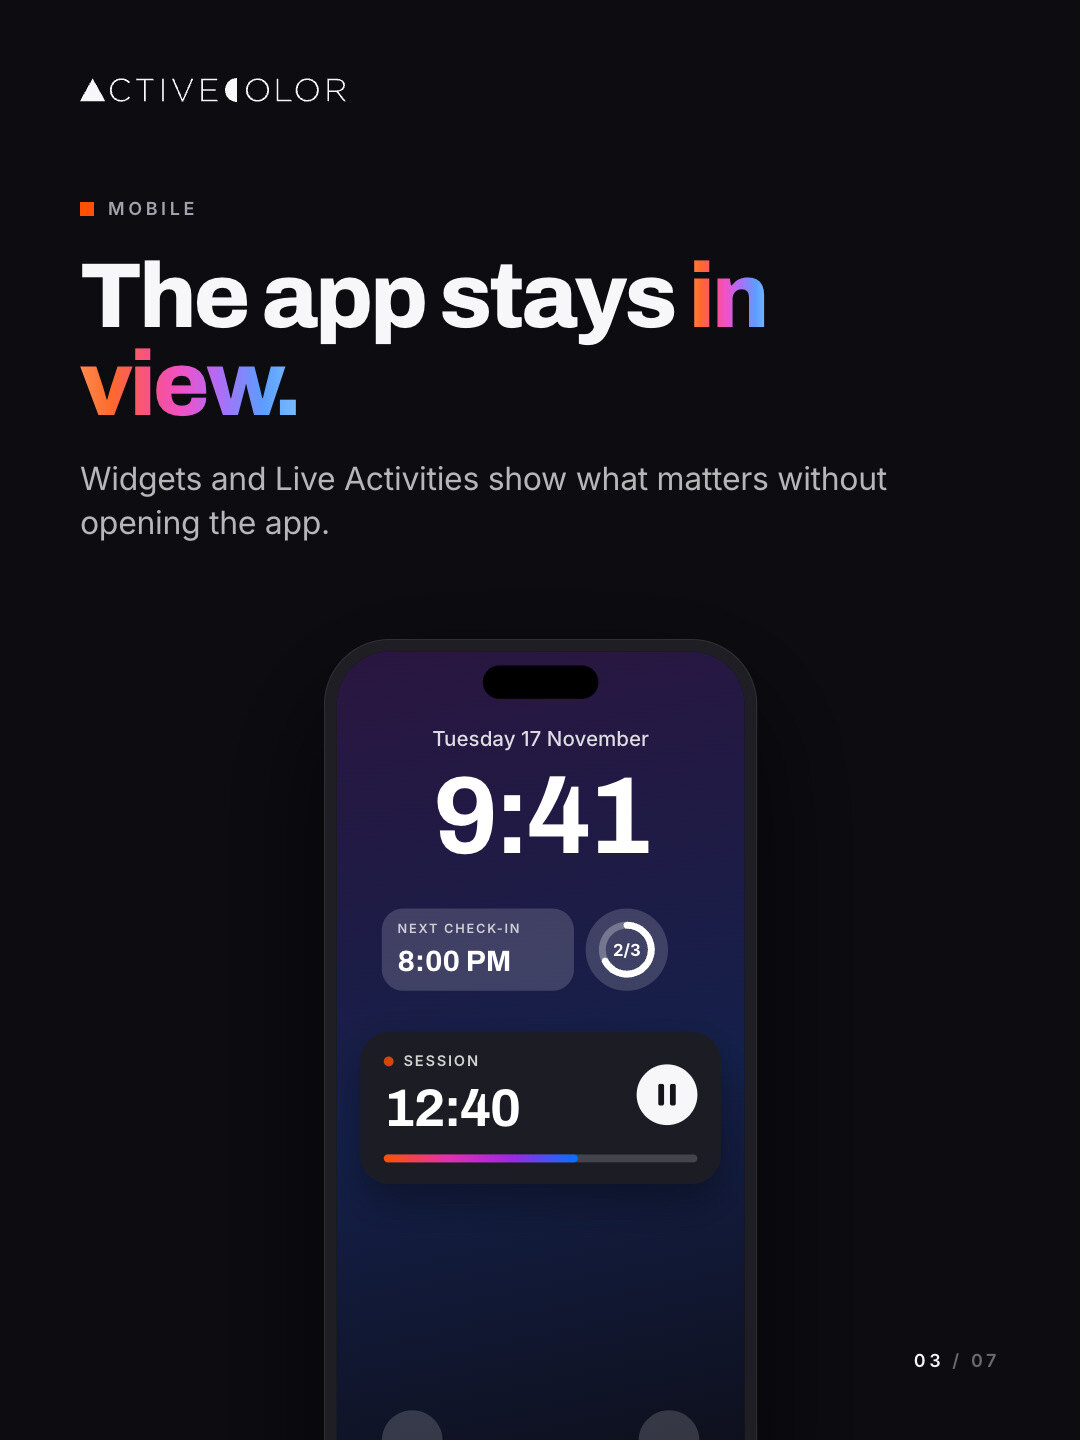 ACTIVECOLOR
MOBILE
The app stays in
view.
Widgets and Live Activities show what matters without
opening the app.
Tuesday 17 November
9:41
NEXT CHECK-IN
8:00 PM
2/3
SESSION
12:40
03 / 07